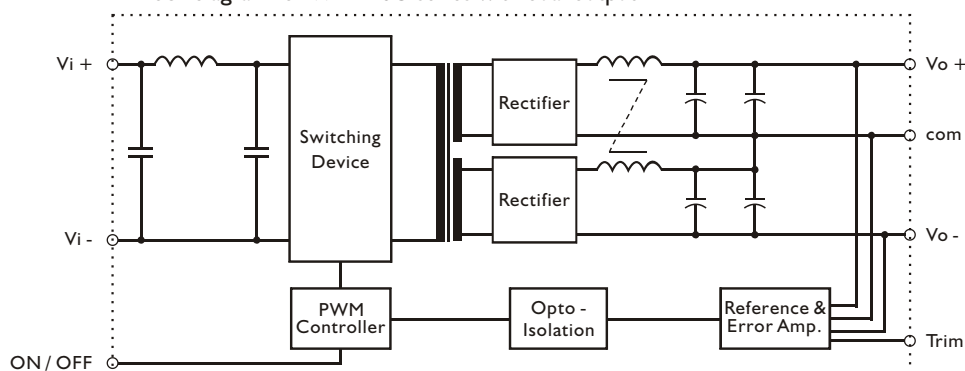 Vi +
Vo +
Rectifier
com
Switching
Device
Rectifier
Vi -
Vo -
PWM
Controller
Opto -
Isolation
Reference &
Error Amp.
Trim
ON / OFF